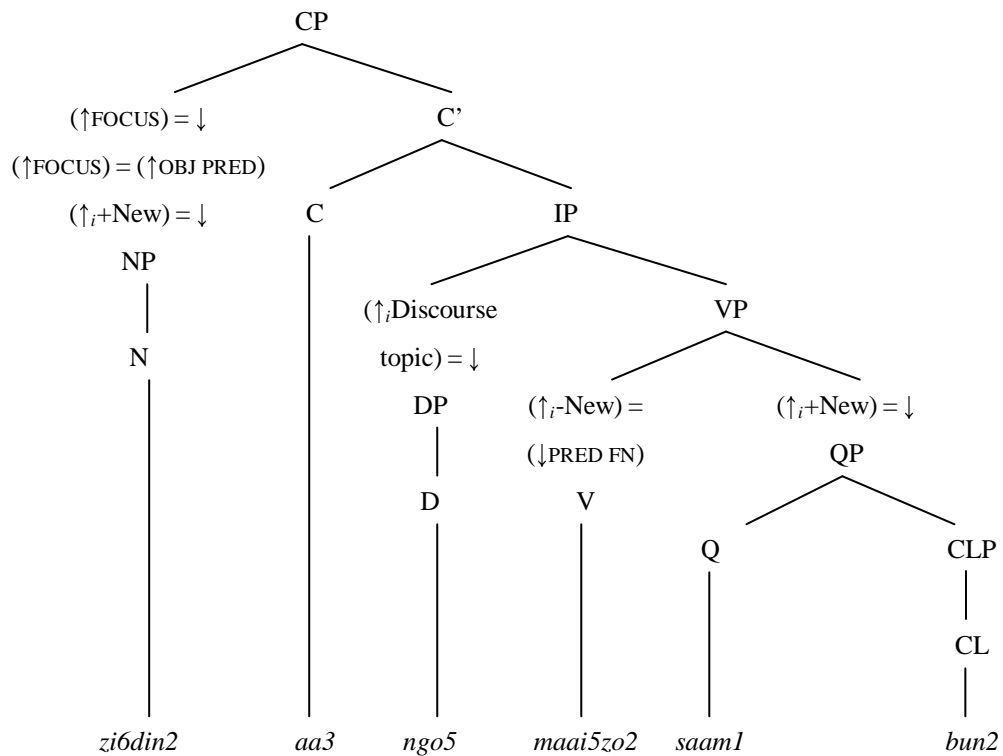 CP
(↑FOCUS) = ↓
C’
(↑FOCUS) = (↑OBJ PRED)
(↑i+New) = ↓
C
IP
NP
(↑iDiscourse
VP
N
topic) = ↓
DP
(↑i-New) =
(↑i+New) = ↓
(↓PRED FN)
QP
D
V
Q
CLP
CL
zi6din2 aa3 ngo5 maai5zo2 saam1 bun2